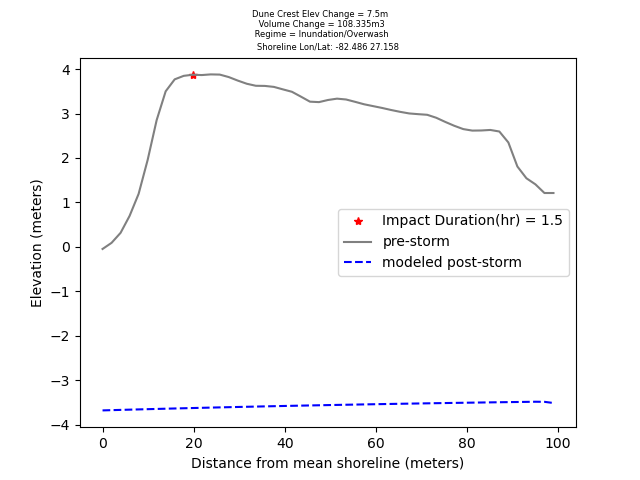 Dune Crest Elev Change = 7.5m
Volume Change = 108.335m3
Regime = Inundation/Overwash
Shoreline Lon/Lat: -82.486 27.158
4
3
2
1
0
−1
−2
−3
−4
Elevation (meters)
Impact Duration(hr) = 1.5
pre-storm
modeled post-storm
0 20 40 60 80 100
Distance from mean shoreline (meters)